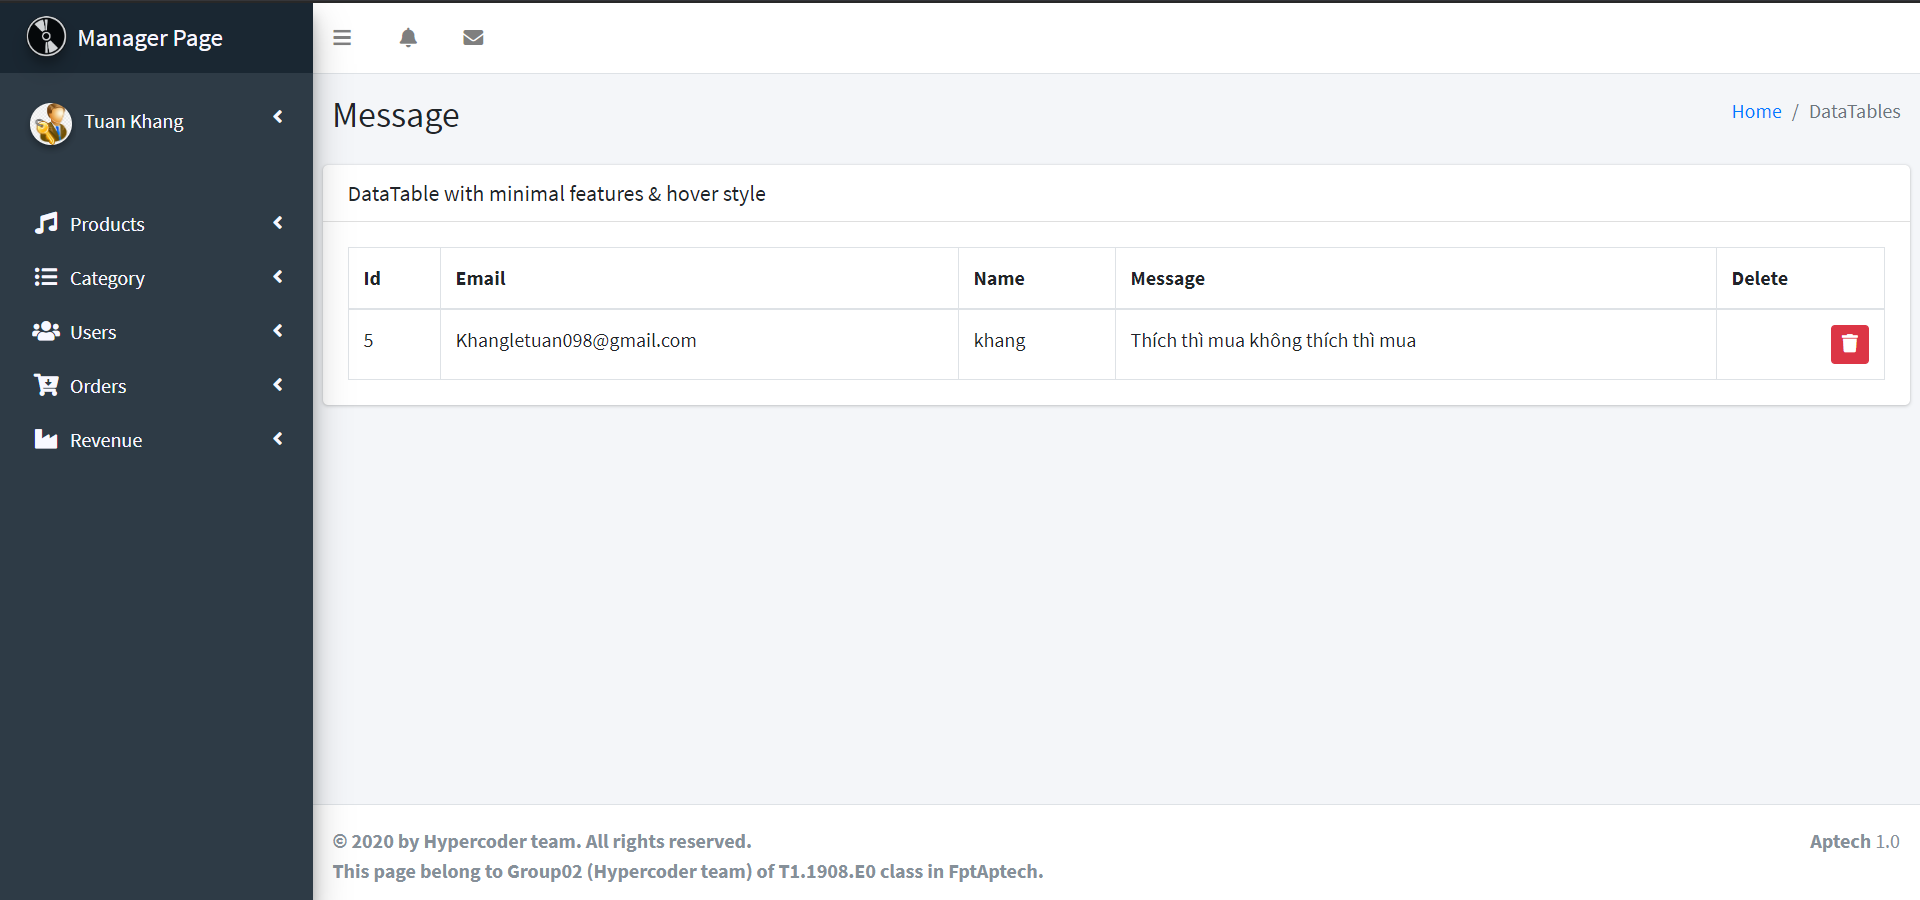 Manager Page
Tuan Khang
Products
Category
Users
Orders
Revenue
Message
Home / DataTables
DataTable with minimal features & hover style
Id Email Name Message Delete
5 Khangletuan098@gmail.com khang Thích thì mua không thích thì mua
© 2020 by Hypercoder team. All rights reserved.
Aptech 1.0
This page belong to Group02 (Hypercoder team) of T1.1908.E0 class in FptAptech.